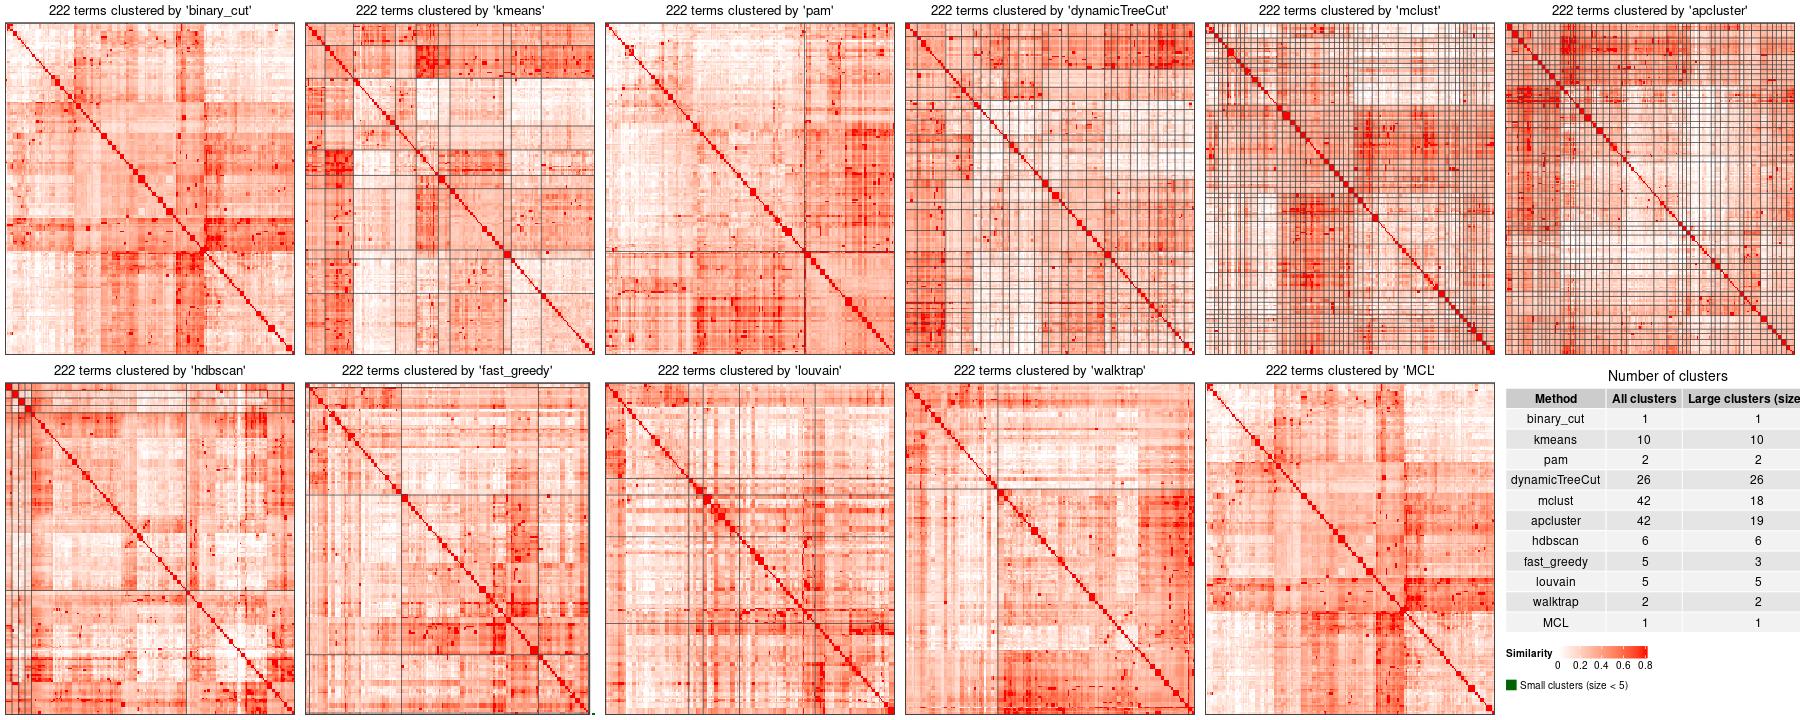 222 terms clustered by 'binary_cut'
222 terms clustered by 'kmeans'
222 terms clustered by 'pam'
222 terms clustered by 'dynamicTreeCut'
222 terms clustered by 'mclust'
222 terms clustered by 'apcluster'
222 terms clustered by 'hdbscan'
222 terms clustered by 'fast_greedy'
222 terms clustered by 'louvain'
222 terms clustered by 'walktrap'
222 terms clustered by 'MCL'
Number of clusters
Method All clusters Large clusters (size
binary_cut 1 1
kmeans 10 10
pam 2 2
dynamicTreeCut 26 26
mclust 42 18
apcluster 42 19
hdbscan 6 6
fast_greedy 5 3
louvain 5 5
walktrap 2 2
MCL 1 1
Similarity
0 0.2 0.4 0.6 0.8
Small clusters (size < 5)